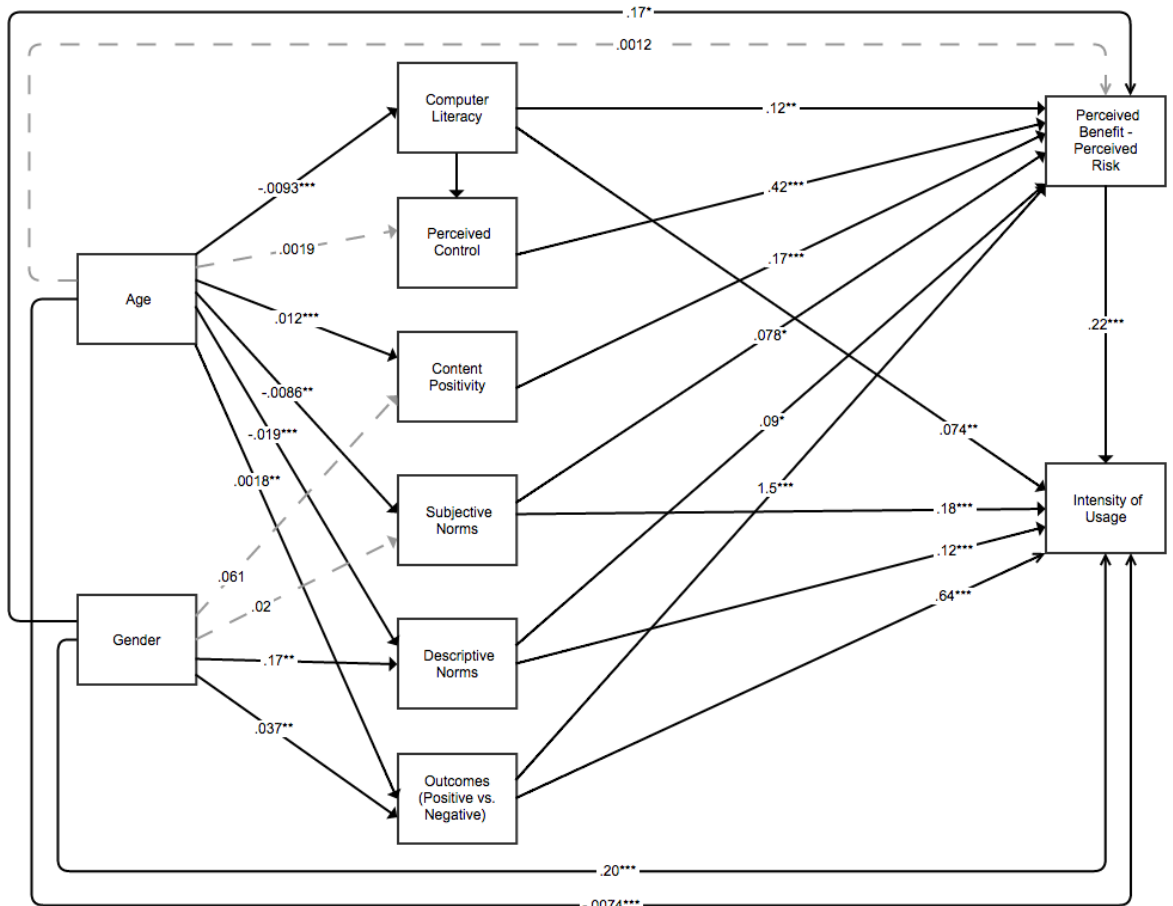 .17*
.0012
Computer
Literacy
.12**
Perceived
Benefit -
Perceived
Risk
-.0093***
.42***
Perceived
Control
.0019
.17***
Age
.012***
.22***
.078*
Content
Positivity
-.0086**
.09*
.074**
-.019***
.0018**
1.5***
Subjective
Norms
.18***
Intensity of
Usage
.12***
.061
.02
.64***
Gender
.17**
Descriptive
Norms
.037**
Outcomes
(Positive vs.
Negative)
.20***
-.0074***